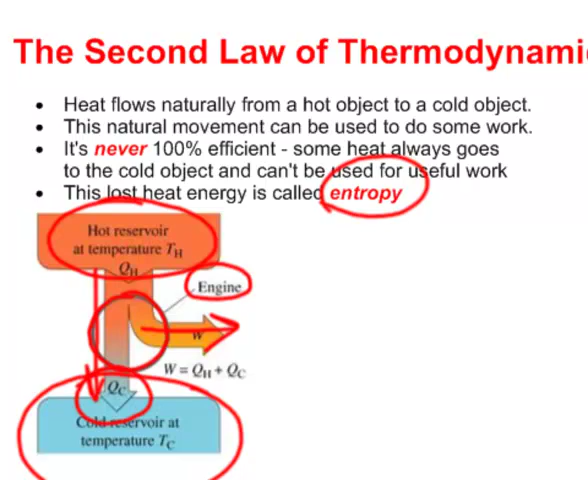 The Second Law of Thermodynami
• Heat flows naturally from a hot object to a cold object.
• This natural movement can be used to do some work.
• It's never 100% efficient - some heat always goes
to the cold object and can't be used for useful work
• This lost heat energy is called entropy
Hot reservoir
at temperature TH
QH
Engine
W
W = QH + QC
QC
Cold reservoir at
temperature TC